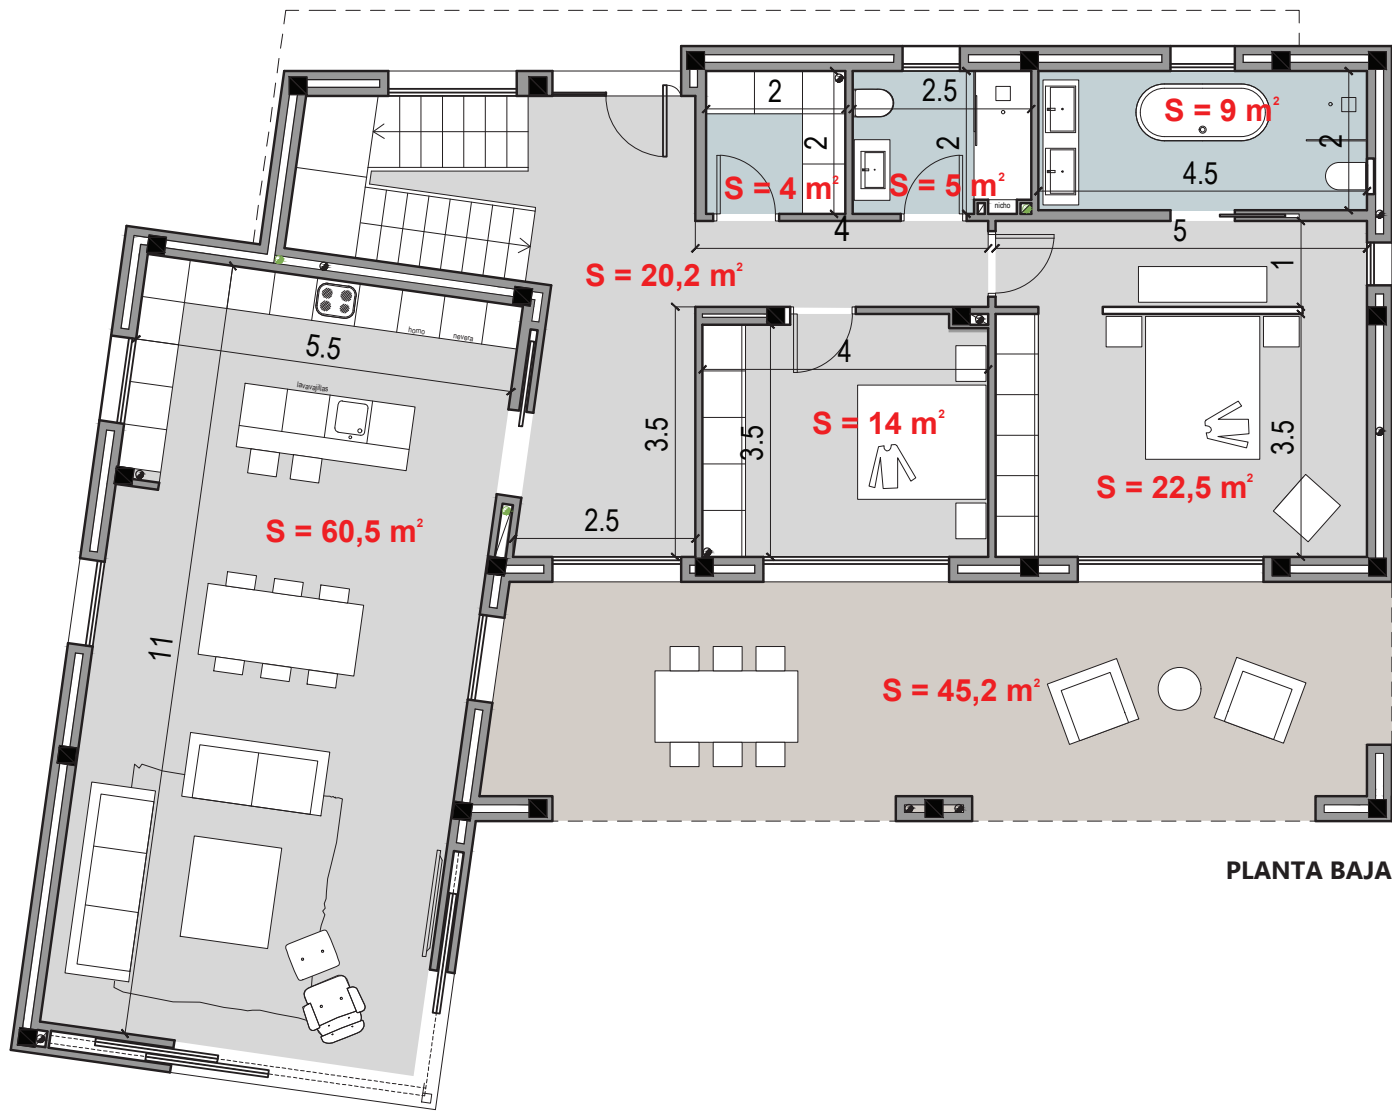 2
2.5
S = 9 m²
2
2
2
4.5
S = 4 m²
S = 5 m²
nicho
4
5
S = 20,2 m²
1
horno
nevera
5.5
4
lavavajillas
S = 14 m²
3.5
3.5
3.5
S = 22,5 m²
2.5
S = 60,5 m²
11
S = 45,2 m²
PLANTA BAJA